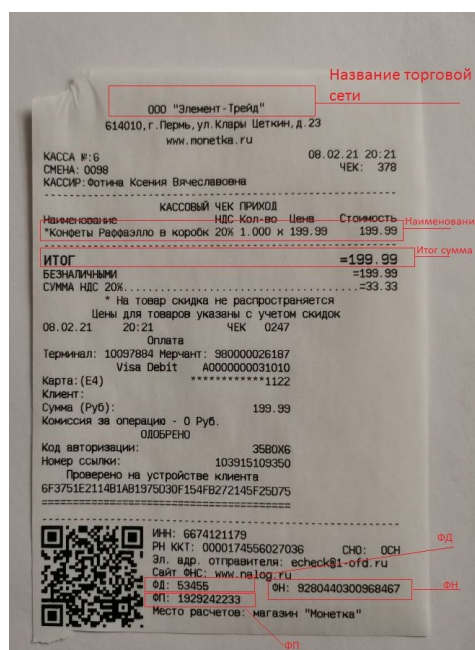 Название торговой
сети
ООО "Элемент-Трейд"
614010,г.Пермь,ул.Клары Цеткин,д.23
www.monetka.ru
КАССА №:6 08.02.21 20:21
СМЕНА: 0098 ЧЕК: 378
КАССИР:Фотина Ксения Вячеславовна
КАССОВЫЙ ЧЕК ПРИХОД
Наименование НДС Кол-во Цена Стоимость
Наименовани
*Конфеты Раффаэлло в коробк 20% 1.000 x 199.99 199.99
Итог сумма
ИТОГ =199.99
БЕЗНАЛИЧНЫМИ =199.99
СУММА НДС 20%.................................=33.33
* На товар скидка не распространяется
Цены для товаров указаны с учетом скидок
08.02.21 20:21 ЧЕК 0247
Оплата
Терминал: 10097884 Мерчант: 980000026187
Visa Debit A0000000031010
Карта:(E4) ************1122
Клиент:
Сумма (Руб): 199.99
Комиссия за операцию - 0 Руб.
ОДОБРЕНО
Код авторизации: 35B0X6
Номер ссылки: 103915109350
Проверено на устройстве клиента
6F3751E2114B1AB1975D30F154FB272145F25D75
ИНН: 6674121179
РН ККТ: 0000174556027036 СНО: ОСН
ФД
Эл. адр. отправителя: echeck@1-ofd.ru
Сайт ФНС: www.nalog.ru
ФД: 53455 ФН: 9280440300968467
ФН
ФП: 1929242233
Место расчетов: магазин "Монетка"
ФП